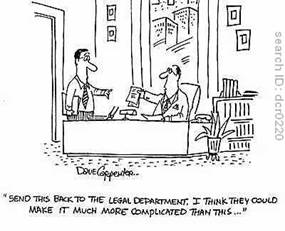 search ID: dcr0220
DAVE CARPENTER..
"SEND THIS BACK TO THE LEGAL DEPARTMENT. I THINK THEY COULD
MAKE IT MUCH MORE COMPLICATED THAN THIS..."